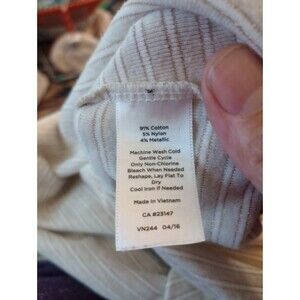 91% Cotton
5% Nylon
4% Metallic
Machine Wash Cold
Gentle Cycle
Only Non-Chlorine
Bleach When Needed
Reshape, Lay Flat To
Dry
Cool Iron if Needed
Made in Vietnam
CA #23147
VN244 04/16